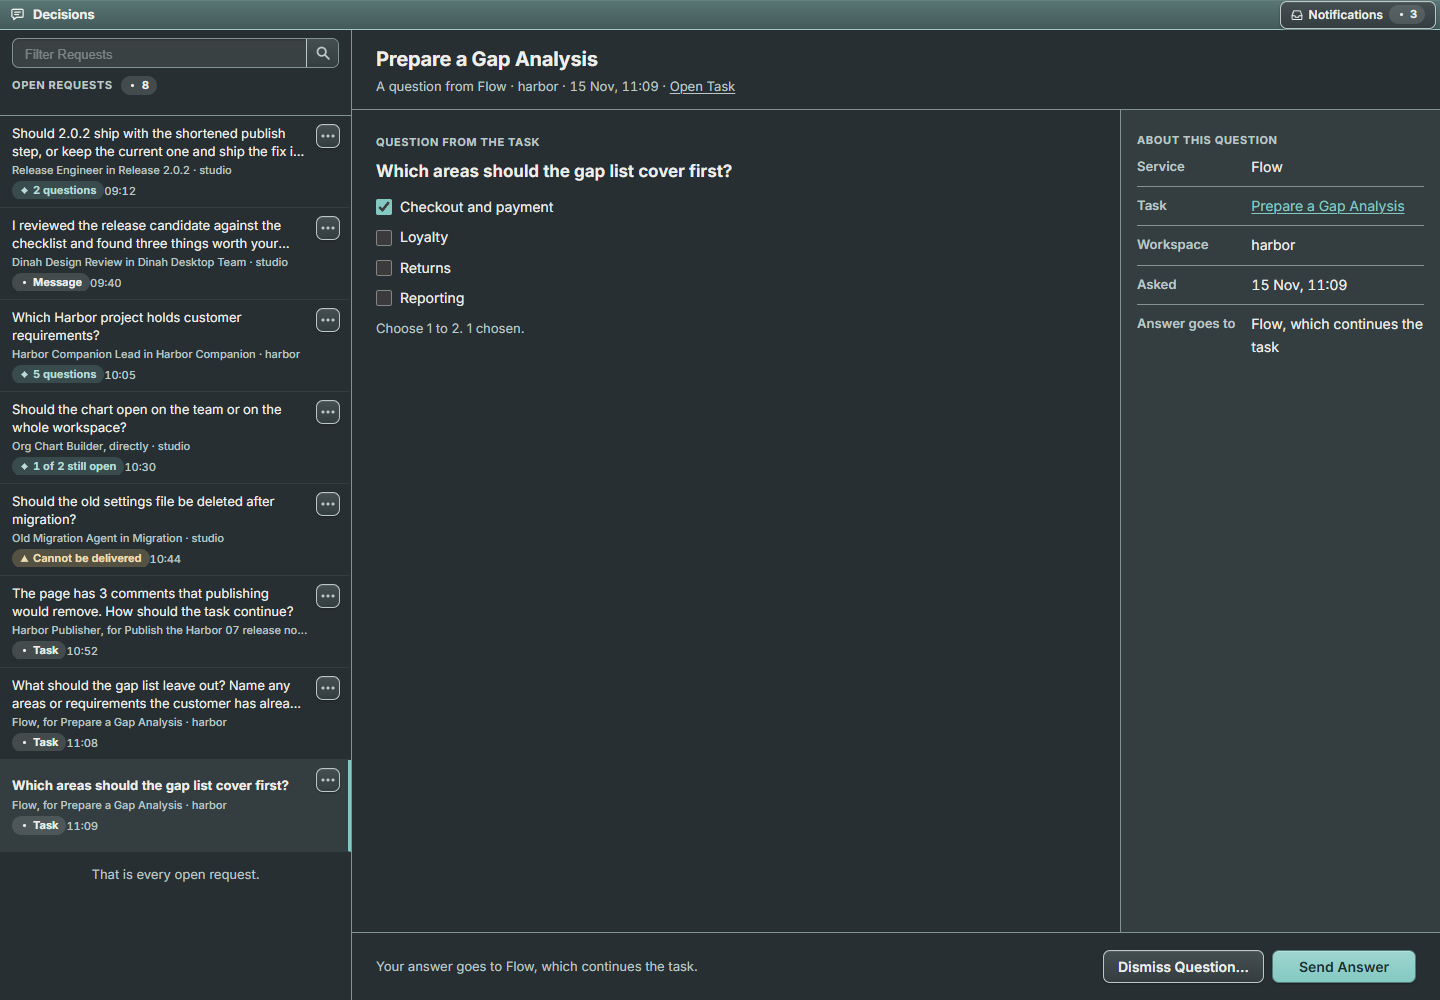 Decisions
Notifications • 3
Filter Requests
OPEN REQUESTS • 8
Should 2.0.2 ship with the shortened publish
step, or keep the current one and ship the fix i...
Release Engineer in Release 2.0.2 · studio
2 questions 09:12
I reviewed the release candidate against the
checklist and found three things worth your...
Dinah Design Review in Dinah Desktop Team · studio
• Message 09:40
Which Harbor project holds customer
requirements?
Harbor Companion Lead in Harbor Companion · harbor
5 questions 10:05
Should the chart open on the team or on the
whole workspace?
Org Chart Builder, directly · studio
1 of 2 still open 10:30
Should the old settings file be deleted after
migration?
Old Migration Agent in Migration · studio
Cannot be delivered 10:44
The page has 3 comments that publishing
would remove. How should the task continue?
Harbor Publisher, for Publish the Harbor 07 release no...
• Task 10:52
What should the gap list leave out? Name any
areas or requirements the customer has alrea...
Flow, for Prepare a Gap Analysis · harbor
• Task 11:08
Which areas should the gap list cover first?
Flow, for Prepare a Gap Analysis · harbor
• Task 11:09
That is every open request.
Prepare a Gap Analysis
A question from Flow · harbor · 15 Nov, 11:09 · Open Task
QUESTION FROM THE TASK
Which areas should the gap list cover first?
Checkout and payment
Loyalty
Returns
Reporting
Choose 1 to 2. 1 chosen.
ABOUT THIS QUESTION
Service Flow
Task Prepare a Gap Analysis
Workspace harbor
Asked 15 Nov, 11:09
Answer goes to Flow, which continues the
task
Your answer goes to Flow, which continues the task.
Dismiss Question...
Send Answer